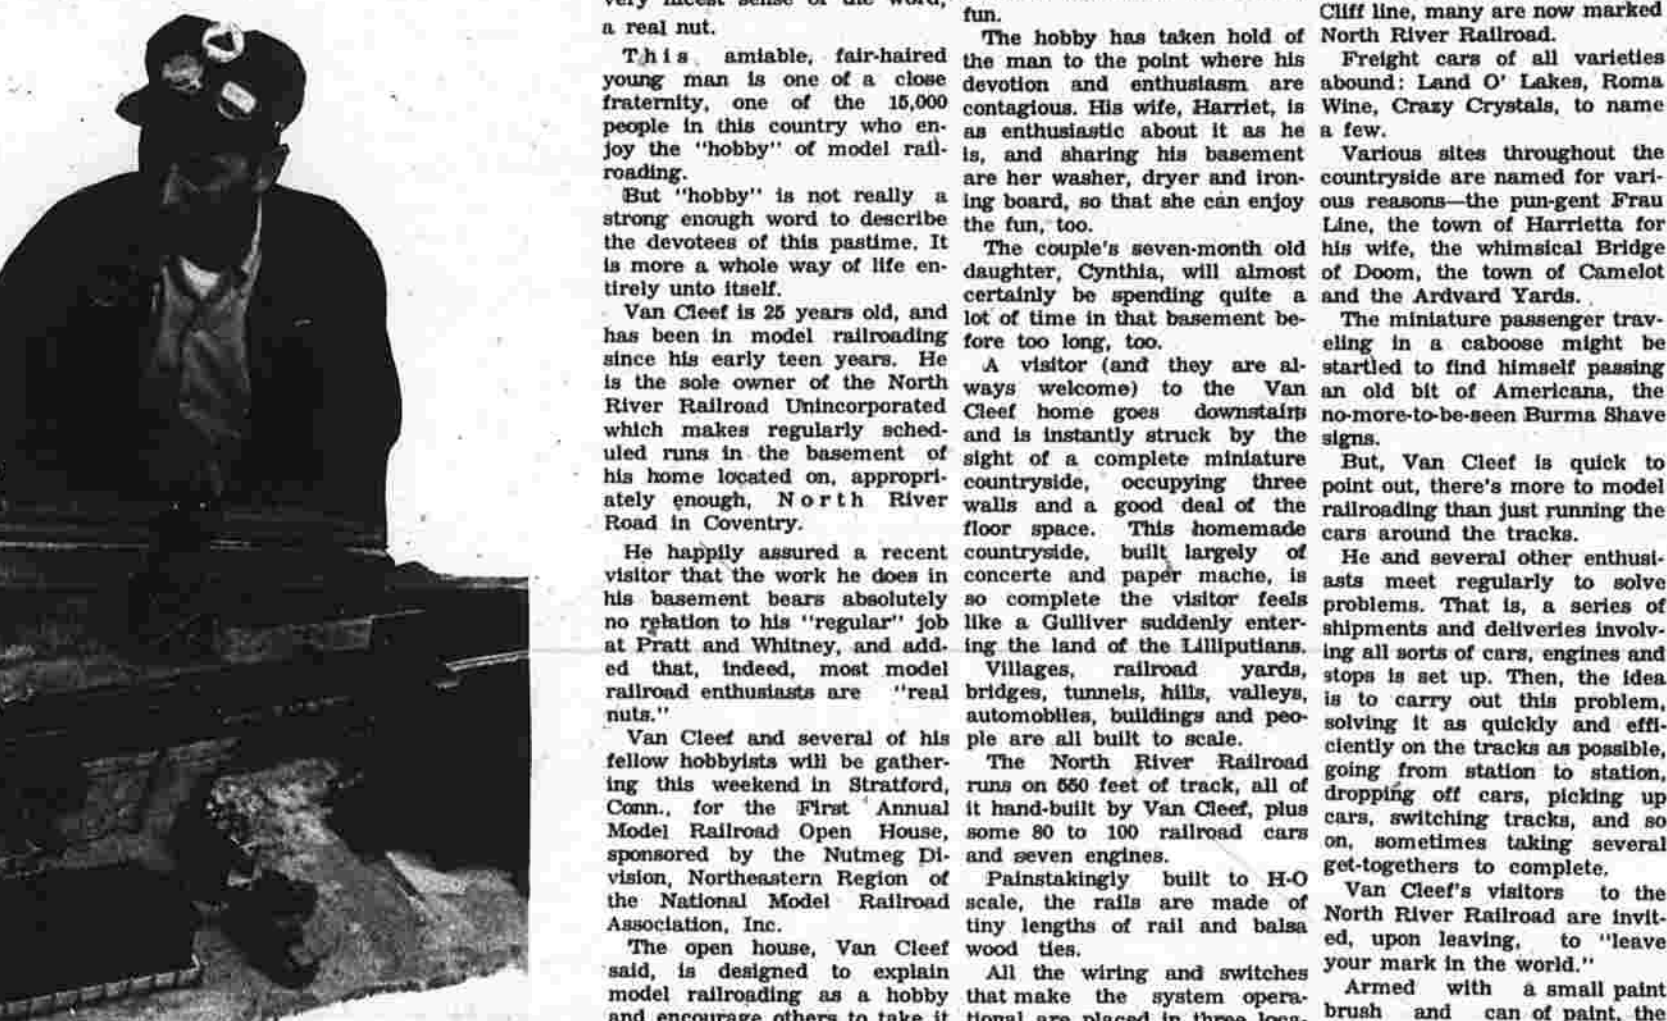 very nicest sense of the word,
a real nut.
This amiable, fair-haired
young man is one of a close
fraternity, one of the 15,000
people in this country who en-
joy the "hobby" of model rail-
roading.
But "hobby" is not really a
strong enough word to describe
the devotees of this pastime. It
is more a whole way of life en-
tirely unto itself.
Van Cleef is 25 years old, and
has been in model railroading
since his early teen years. He
is the sole owner of the North
River Railroad Unincorporated
which makes regularly sched-
uled runs in the basement of
his home located on, appropri-
ately enough, North River
Road in Coventry.
He happily assured a recent
visitor that the work he does in
his basement bears absolutely
no relation to his "regular" job
at Pratt and Whitney, and add-
ed that, indeed, most model
railroad enthusiasts are "real
nuts."
Van Cleef and several of his
fellow hobbyists will be gather-
ing this weekend in Stratford,
Conn., for the First Annual
Model Railroad Open House,
sponsored by the Nutmeg Di-
vision, Northeastern Region of
the National Model Railroad
Association, Inc.
The open house, Van Cleef
said, is designed to explain
model railroading as a hobby
and encourage others to take it
fun.
The hobby has taken hold of
the man to the point where his
devotion and enthusiasm are
contagious. His wife, Harriet, is
as enthusiastic about it as he
is, and sharing his basement
are her washer, dryer and iron-
ing board, so that she can enjoy
the fun, too.
The couple's seven-month old
daughter, Cynthia, will almost
certainly be spending quite a
lot of time in that basement be-
fore too long, too.
A visitor (and they are al-
ways welcome) to the Van
Cleef home goes downstairs
and is instantly struck by the
sight of a complete miniature
countryside, occupying three
walls and a good deal of the
floor space. This homemade
countryside, built largely of
concerte and paper mache, is
so complete the visitor feels
like a Gulliver suddenly enter-
ing the land of the Lilliputians.
Villages, railroad yards,
bridges, tunnels, hills, valleys,
automobiles, buildings and peo-
ple are all built to scale.
The North River Railroad
runs on 550 feet of track, all of
it hand-built by Van Cleef, plus
some 80 to 100 railroad cars
and seven engines.
Painstakingly built to H-O
scale, the rails are made of
tiny lengths of rail and balsa
wood ties.
All the wiring and switches
that make the system opera-
tional are placed in three loca-
Cliff line, many are now marked
North River Railroad.
Freight cars of all varieties
abound: Land O' Lakes, Roma
Wine, Crazy Crystals, to name
a few.
Various sites throughout the
countryside are named for vari-
ous reasons—the pun-gent Frau
Line, the town of Harrietta for
his wife, the whimsical Bridge
of Doom, the town of Camelot
and the Ardvard Yards.
The miniature passenger trav-
eling in a caboose might be
startled to find himself passing
an old bit of Americana, the
no-more-to-be-seen Burma Shave
signs.
But, Van Cleef is quick to
point out, there's more to model
railroading than just running the
cars around the tracks.
He and several other enthusi-
asts meet regularly to solve
problems. That is, a series of
shipments and deliveries involv-
ing all sorts of cars, engines and
stops is set up. Then, the idea
is to carry out this problem,
solving it as quickly and effi-
ciently on the tracks as possible,
going from station to station,
dropping off cars, picking up
cars, switching tracks, and so
on, sometimes taking several
get-togethers to complete.
Van Cleef's visitors to the
North River Railroad are invit-
ed, upon leaving, to "leave
your mark in the world."
Armed with a small paint
brush and can of paint, the